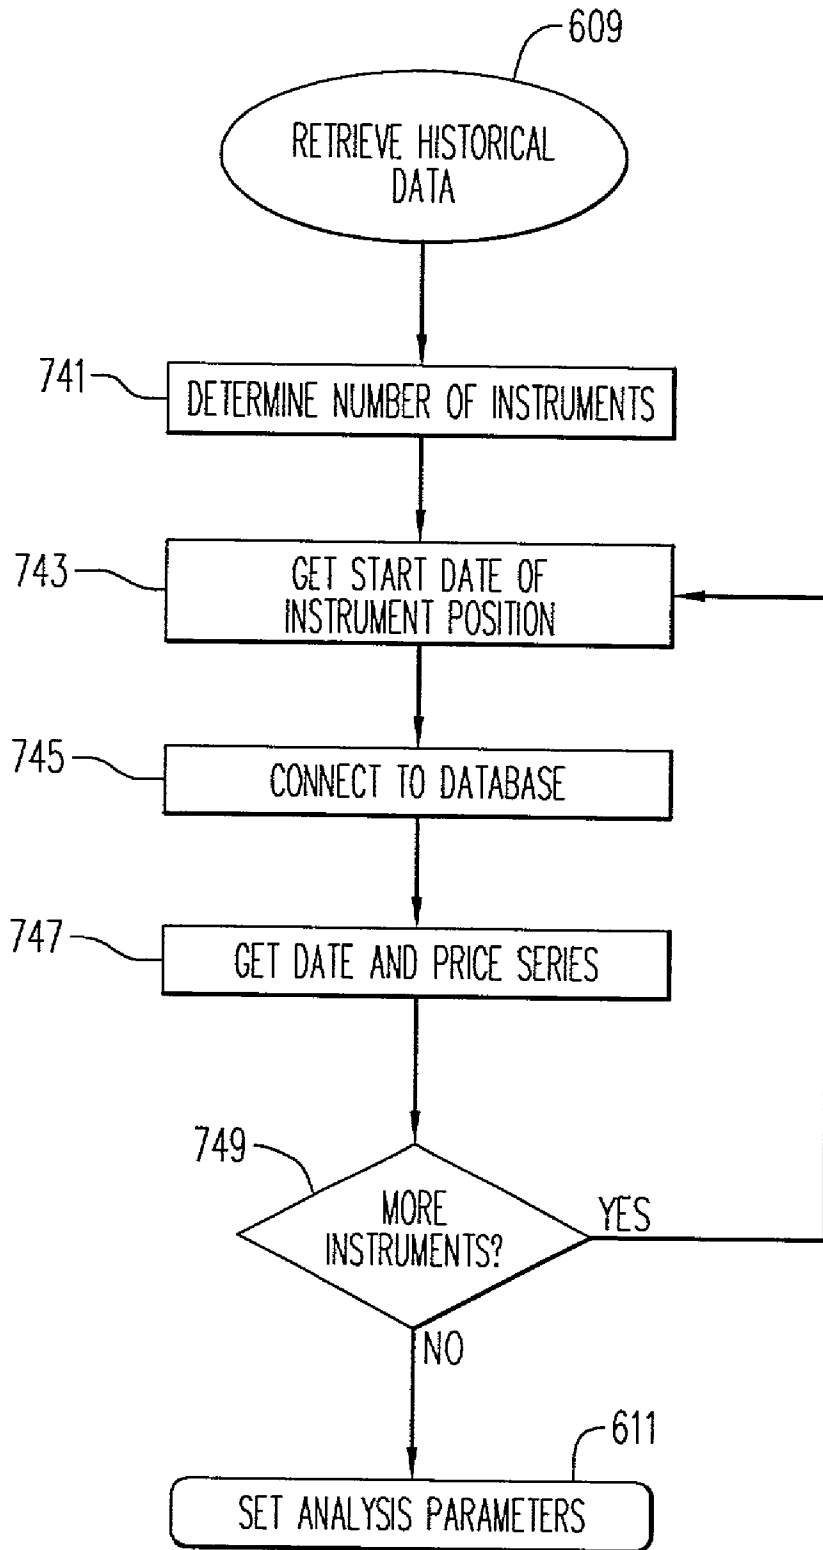 609
RETRIEVE HISTORICAL
DATA
741
DETERMINE NUMBER OF INSTRUMENTS
743
GET START DATE OF
INSTRUMENT POSITION
745
CONNECT TO DATABASE
747
GET DATE AND PRICE SERIES
749
MORE
INSTRUMENTS?
YES
NO
611
SET ANALYSIS PARAMETERS